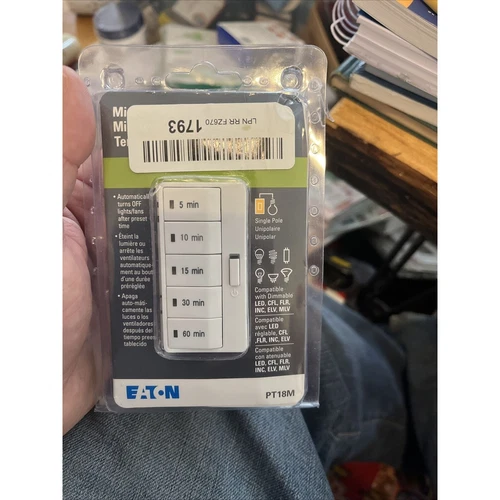 Mi
Mi
Te
LPN RR FZ670
1793
• Automatically
turns OFF
lights/fans
after preset
time
• Éteint la
lumière ou
arrête les
ventilateurs
automatique-
ment au bout
d'une durée
préréglée
• Apaga
auto-máti-
camente las
luces o los
ventiladores
después del
tiempo prees-
tablecido
5 min
10 min
15 min
30 min
60 min
Single Pole
Unipolaire
Unipolar
Compatible
with Dimmable
LED, CFL, FLR,
INC, ELV, MLV
Compatible
avec LED
réglable, CFL
,FLR, INC,
ELV, MLV
Compatible
con atenuable
LED, CFL, FLR,
INC, ELV, MLV
EATON
PT18M